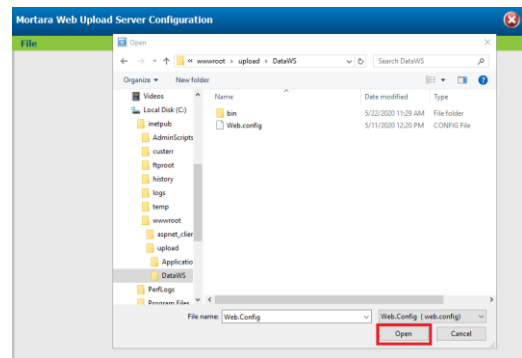 Mortara Web Upload Server Configuration
File
Open
« wwwroot › upload › DataWS
Search DataWS
Organize
New folder
Videos
Local Disk (C:)
inetpub
AdminScripts
custerr
ftproot
history
logs
temp
wwwroot
aspnet_clier
upload
Applicatio
DataWS
PerfLogs
Program Files
Name Date modified Type
bin 5/22/2020 11:29 AM File folder
Web.config 5/11/2020 12:20 PM CONFIG File
File name: Web.Config
Web.Config ( web.config)
Open Cancel